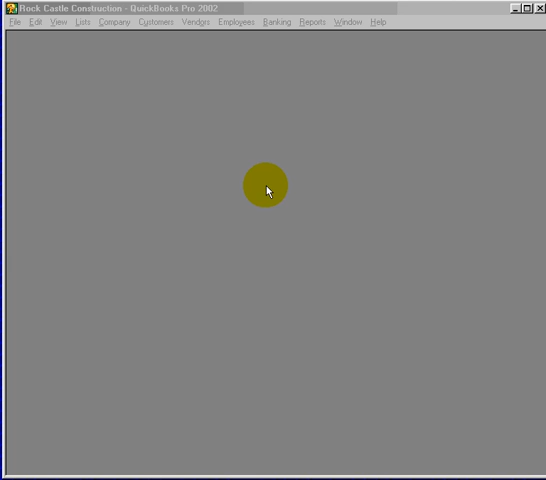 Rock Castle Construction - QuickBooks Pro 2002
File Edit View Lists Company Customers Vendors Employees Banking Reports Window Help